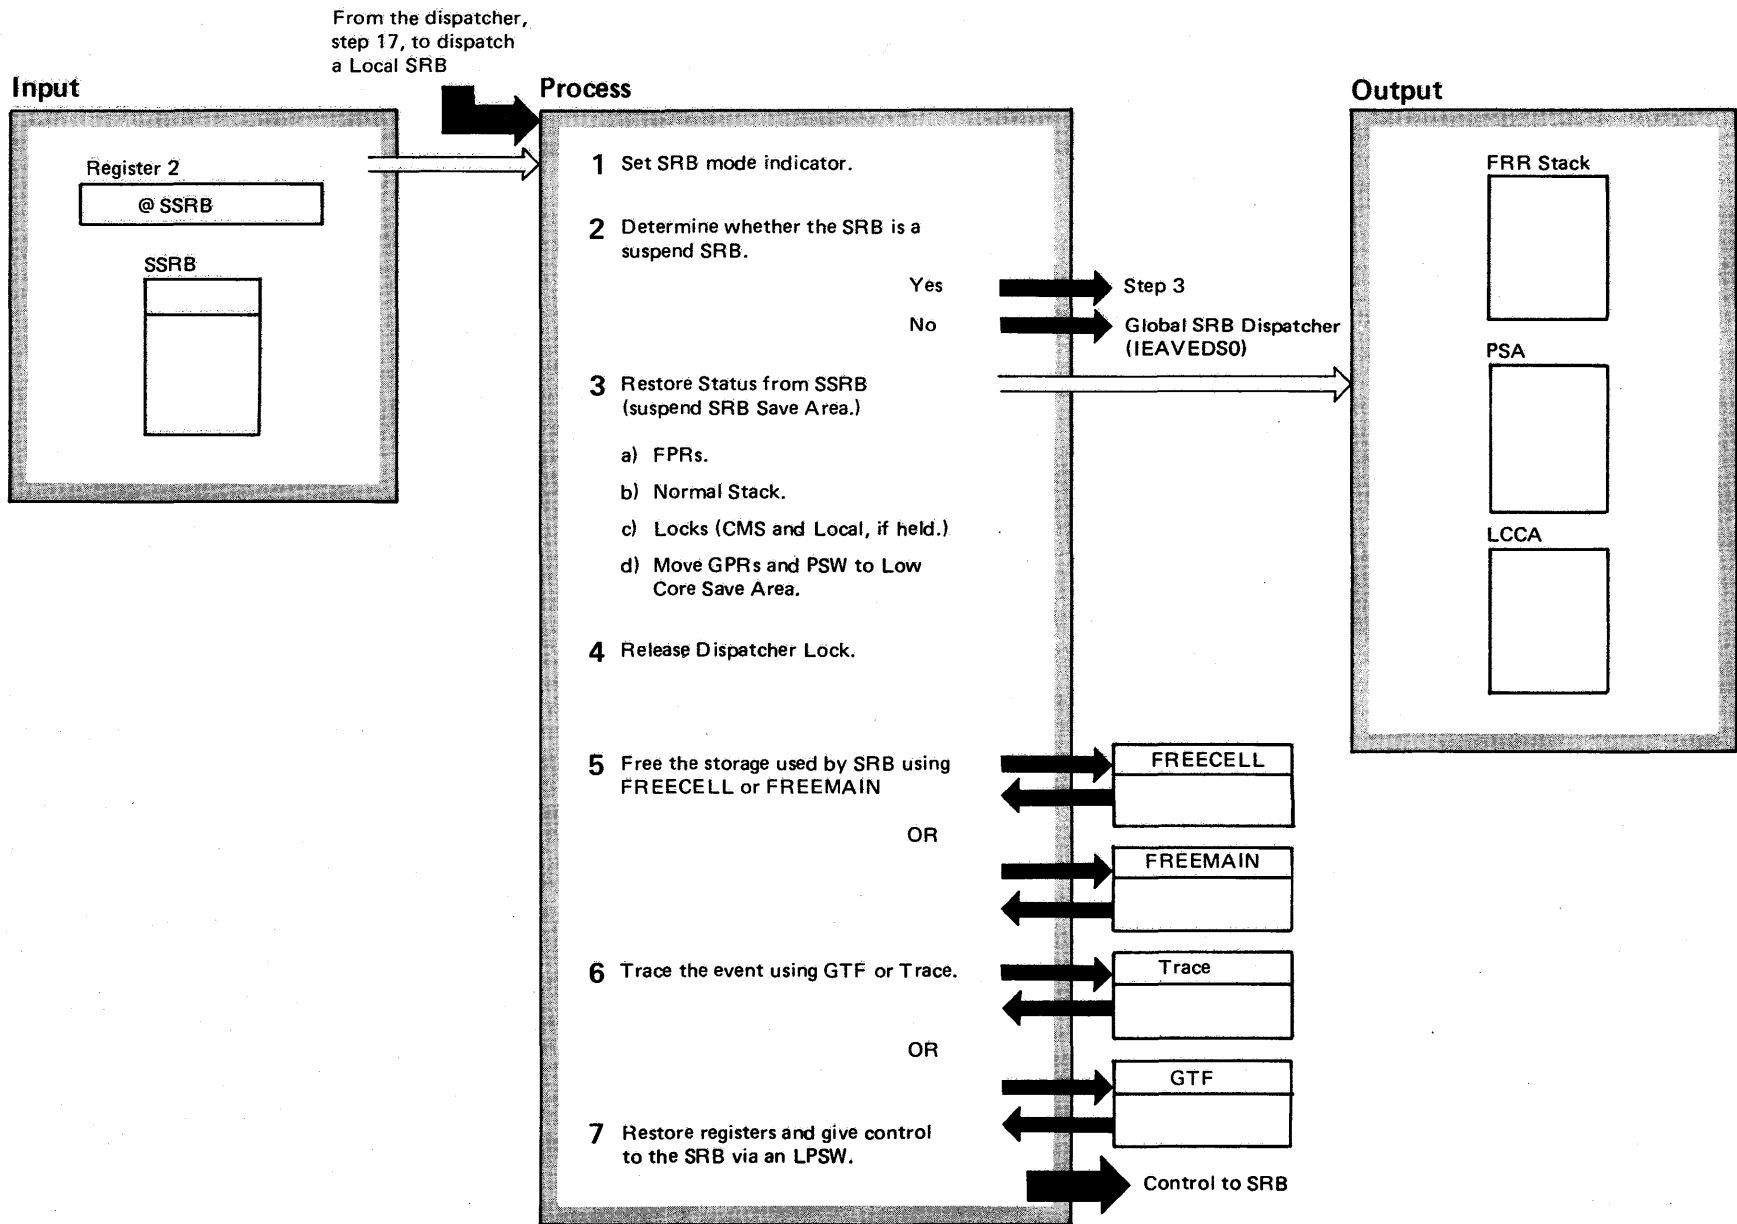 From the dispatcher,
step 17, to dispatch
a Local SRB
Input
Register 2
@ SSRB
SSRB
Process
1 Set SRB mode indicator.
2 Determine whether the SRB is a
suspend SRB.
Yes
Step 3
No
Global SRB Dispatcher
(IEAVEDS0)
3 Restore Status from SSRB
(suspend SRB Save Area.)
a) FPRs.
b) Normal Stack.
c) Locks (CMS and Local, if held.)
d) Move GPRs and PSW to Low
Core Save Area.
4 Release Dispatcher Lock.
5 Free the storage used by SRB using
FREECELL or FREEMAIN
FREECELL
OR
FREEMAIN
6 Trace the event using GTF or Trace.
Trace
OR
GTF
7 Restore registers and give control
to the SRB via an LPSW.
Control to SRB
Output
FRR Stack
PSA
LCCA